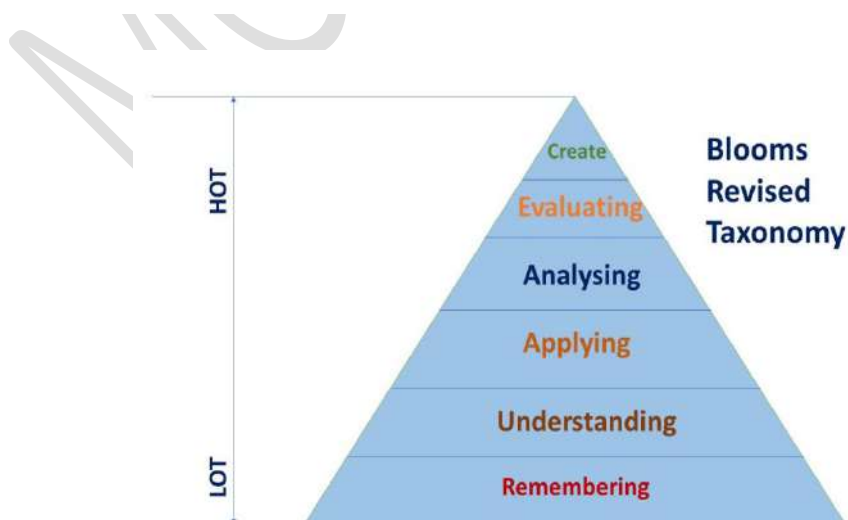 Create
Evaluating
Analysing
Applying
Understanding
Remembering
HOT
LOT
Blooms
Revised
Taxonomy